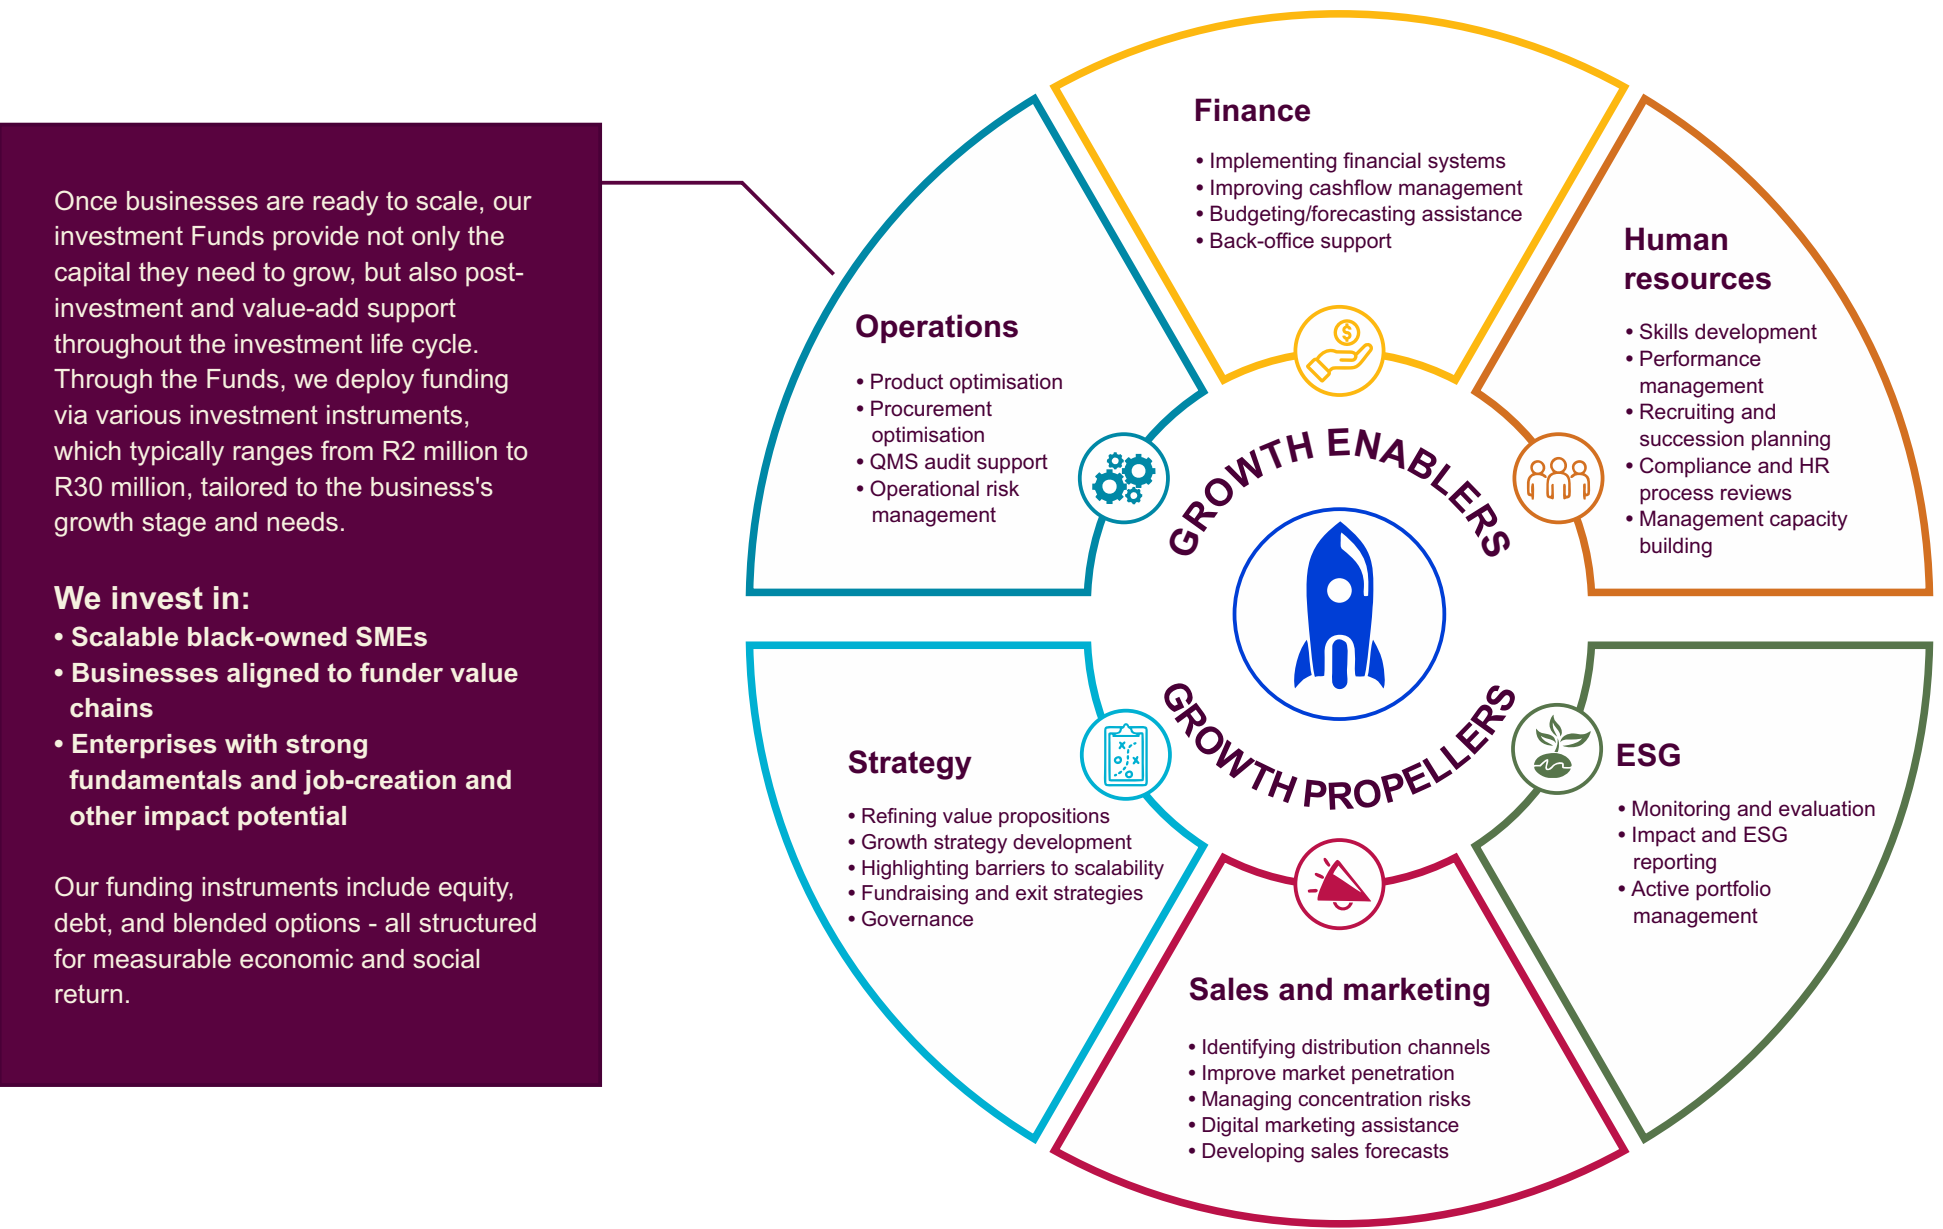 Once businesses are ready to scale, our
investment Funds provide not only the
capital they need to grow, but also post-
investment and value-add support
throughout the investment life cycle.
Through the Funds, we deploy funding
via various investment instruments,
which typically ranges from R2 million to
R30 million, tailored to the business's
growth stage and needs.
We invest in:
• Scalable black-owned SMEs
• Businesses aligned to funder value
chains
• Enterprises with strong
fundamentals and job-creation and
other impact potential
Our funding instruments include equity,
debt, and blended options - all structured
for measurable economic and social
return.
Finance
• Implementing financial systems
• Improving cashflow management
• Budgeting/forecasting assistance
• Back-office support
Human
resources
• Skills development
• Performance
management
• Recruiting and
succession planning
• Compliance and HR
process reviews
• Management capacity
building
Operations
• Product optimisation
• Procurement
optimisation
• QMS audit support
• Operational risk
management
GROWTH ENABLERS
GROWTH PROPELLERS
Strategy
• Refining value propositions
• Growth strategy development
• Highlighting barriers to scalability
• Fundraising and exit strategies
• Governance
ESG
• Monitoring and evaluation
• Impact and ESG
reporting
• Active portfolio
management
Sales and marketing
• Identifying distribution channels
• Improve market penetration
• Managing concentration risks
• Digital marketing assistance
• Developing sales forecasts